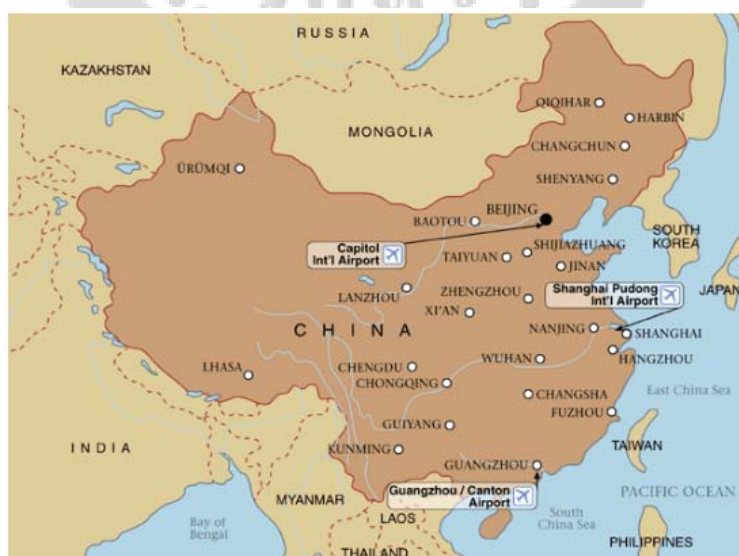 RUSSIA
KAZAKHSTAN
MONGOLIA
QIQIHAR
HARBIN
CHANGCHUN
ÜRÜMQI
SHENYANG
BEIJING
BAOTOU
SOUTH
KOREA
Capitol
Int'l Airport
SHIJIAZHUANG
TAIYUAN
JINAN
Shanghai Pudong
Int'l Airport
JAPAN
LANZHOU
ZHENGZHOU
XI'AN
CHINA
NANJING
SHANGHAI
HANGZHOU
WUHAN
LHASA
CHENGDU
CHONGQING
East China Sea
CHANGSHA
FUZHOU
GUIYANG
TAIWAN
INDIA
KUNMING
GUANGZHOU
Guangzhou / Canton
Airport
PACIFIC OCEAN
MYANMAR
South
China Sea
LAOS
Bay of
Bengal
PHILIPPINES
THAILAND